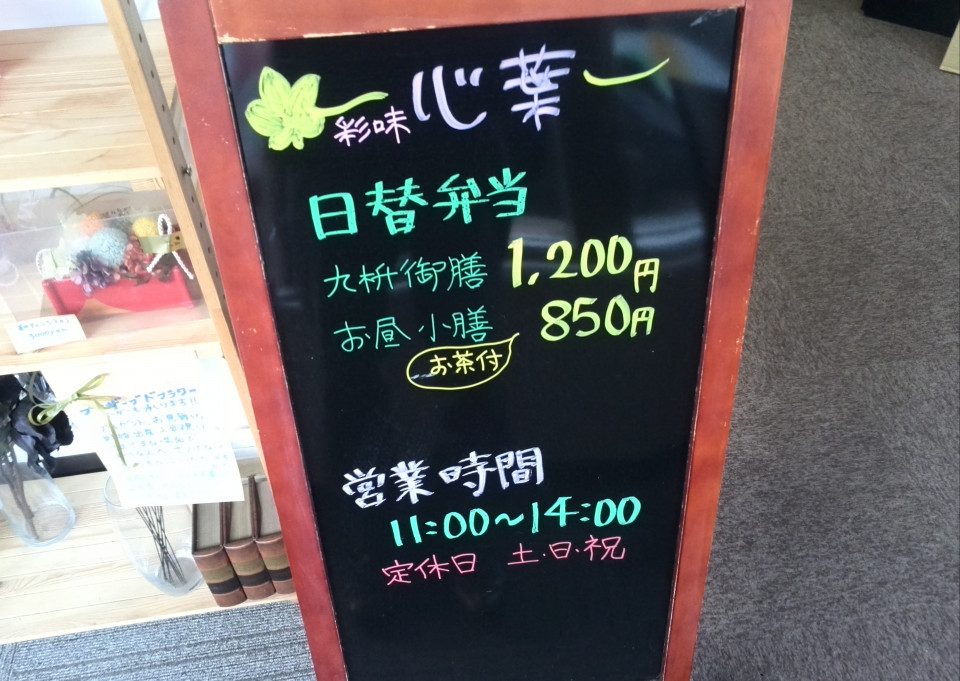 彩味 心葉
日替弁当
九枡御膳 1,200円
お昼小膳 850円
お茶付
営業時間
11:00~14:00
定休日 土・日・祝